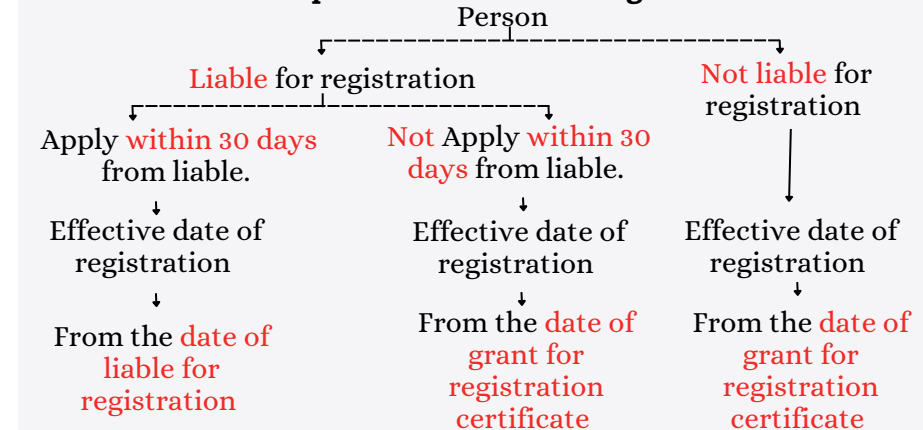 Person
Liable for registration
Not liable for
registration
Apply within 30 days
from liable.
Not Apply within 30
days from liable.
Effective date of
registration
Effective date of
registration
Effective date of
registration
From the date of
liable for
registration
From the date of
grant for
registration
certificate
From the date of
grant for
registration
certificate